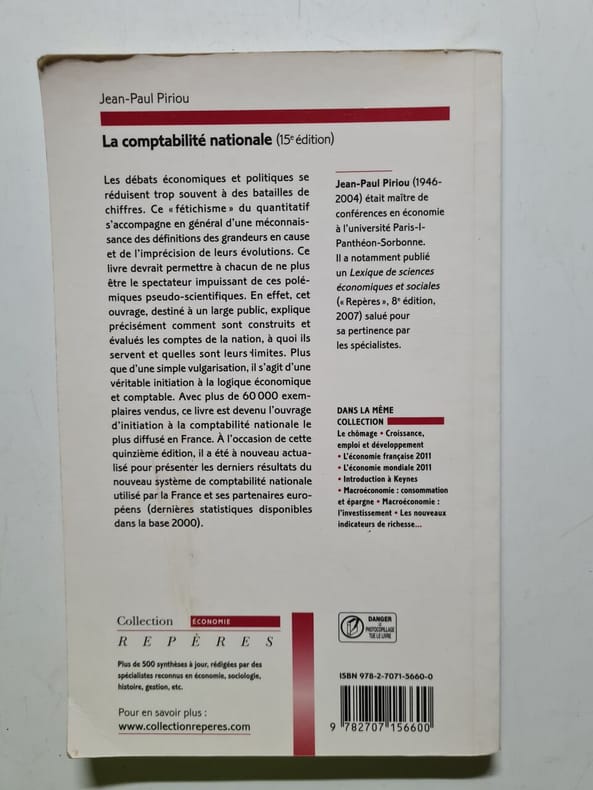 Jean-Paul Piriou
La comptabilité nationale (15e édition)
Les débats économiques et politiques se
réduisent trop souvent à des batailles de
chiffres. Ce « fétichisme » du quantitatif
s'accompagne en général d'une méconnais-
sance des définitions des grandeurs en cause
et de l'imprécision de leurs évolutions. Ce
livre devrait permettre à chacun de ne plus
être le spectateur impuissant de ces polé-
miques pseudo-scientifiques. En effet, cet
ouvrage, destiné à un large public, explique
précisément comment sont construits et
évalués les comptes de la nation, à quoi ils
servent et quelles sont leurs limites. Plus
que d'une simple vulgarisation, il s'agit d'une
véritable initiation à la logique économique
et comptable. Avec plus de 60 000 exem-
plaires vendus, ce livre est devenu l'ouvrage
d'initiation à la comptabilité nationale le
plus diffusé en France. À l'occasion de cette
quinzième édition, il a été à nouveau actua-
lisé pour présenter les derniers résultats du
nouveau système de comptabilité nationale
utilisé par la France et ses partenaires euro-
péens (dernières statistiques disponibles
dans la base 2000).
Jean-Paul Piriou (1946-
2004) était maître de
conférences en économie
à l'université Paris-I-
Panthéon-Sorbonne.
Il a notamment publié
un Lexique de sciences
économiques et sociales
(« Repères », 8e édition,
2007) salué pour
sa pertinence par
les spécialistes.
DANS LA MÊME
COLLECTION
Le chômage • Croissance,
emploi et développement
• L'économie française 2011
• L'économie mondiale 2011
• Introduction à Keynes
• Macroéconomie : consommation
et épargne • Macroéconomie :
l'investissement • Les nouveaux
indicateurs de richesse...
Collection ÉCONOMIE
REPÈRES
Plus de 500 synthèses à jour, rédigées par des
spécialistes reconnus en économie, sociologie,
histoire, gestion, etc.
Pour en savoir plus :
www.collectionreperes.com
DANGER
LE
PHOTOCOPILLAGE
TUE LE LIVRE
ISBN 978-2-7071-5660-0
9 782707 156600